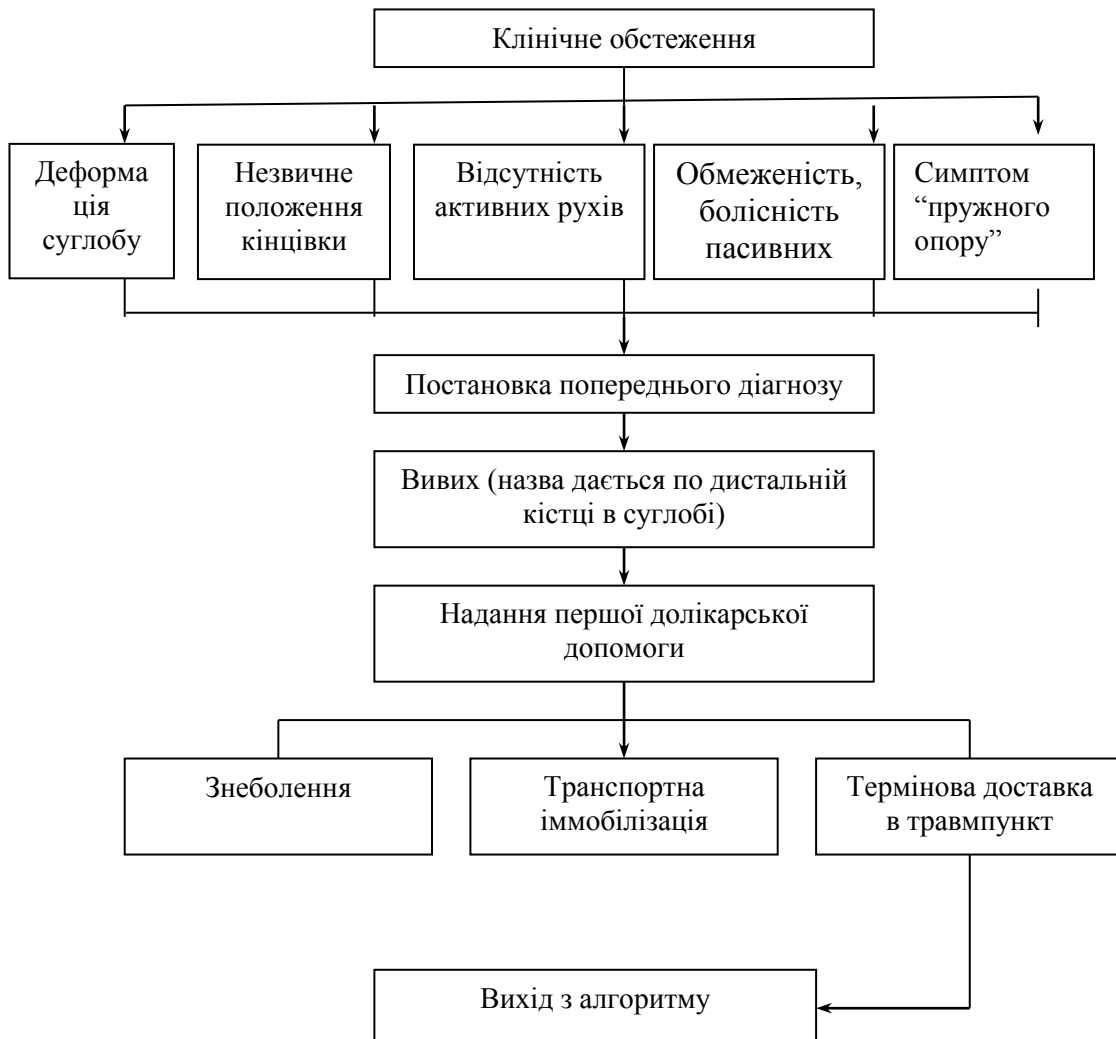 Клінічне обстеження
Деформа
ція
суглобу
Незвичне
положення
кінцівки
Відсутність
активних рухів
Обмеженість,
болісність
пасивних
Симптом
“пружного
опору”
Постановка попереднього діагнозу
Вивих (назва дається по дистальній
кістці в суглобі)
Надання першої долікарської
допомоги
Знеболення
Транспортна
іммобілізація
Термінова доставка
в травмпункт
Вихід з алгоритму